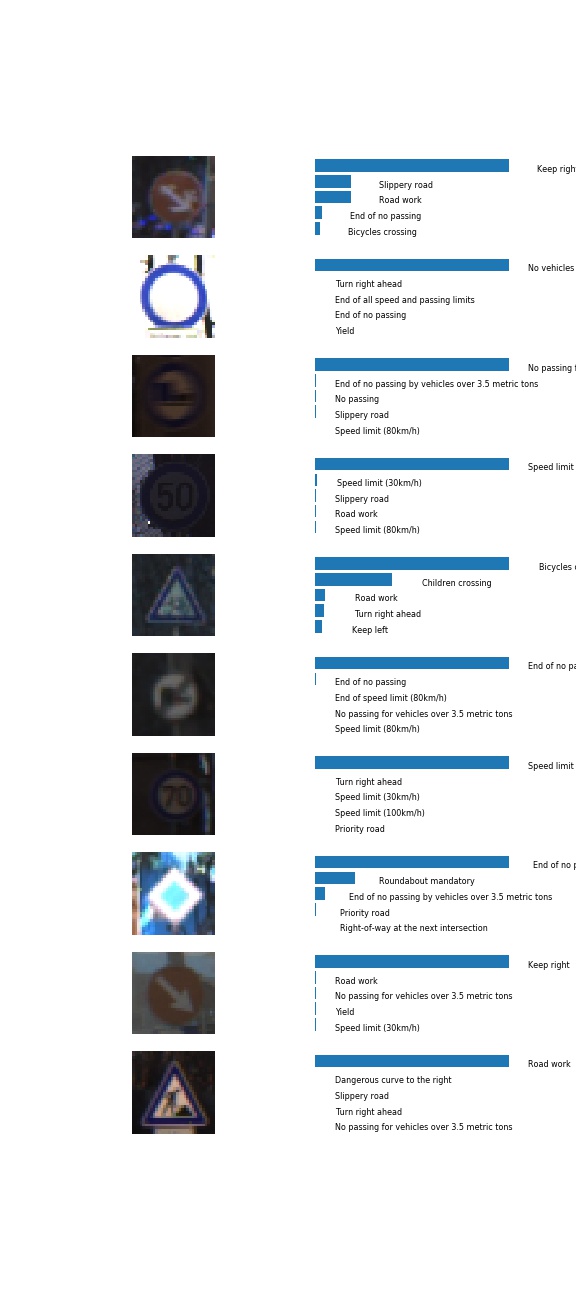 Keep righ
Slippery road
Road work
End of no passing
Bicycles crossing
No vehicles
Turn right ahead
End of all speed and passing limits
End of no passing
Yield
No passing f
End of no passing by vehicles over 3.5 metric tons
No passing
Slippery road
Speed limit (80km/h)
50
Speed limit
Speed limit (30km/h)
Slippery road
Road work
Speed limit (80km/h)
Bicycles c
Children crossing
Road work
Turn right ahead
Keep left
End of no pa
End of no passing
End of speed limit (80km/h)
No passing for vehicles over 3.5 metric tons
Speed limit (80km/h)
70
Speed limit
Turn right ahead
Speed limit (30km/h)
Speed limit (100km/h)
Priority road
End of no p
Roundabout mandatory
End of no passing by vehicles over 3.5 metric tons
Priority road
Right-of-way at the next intersection
Keep right
Road work
No passing for vehicles over 3.5 metric tons
Yield
Speed limit (30km/h)
Road work
Dangerous curve to the right
Slippery road
Turn right ahead
No passing for vehicles over 3.5 metric tons